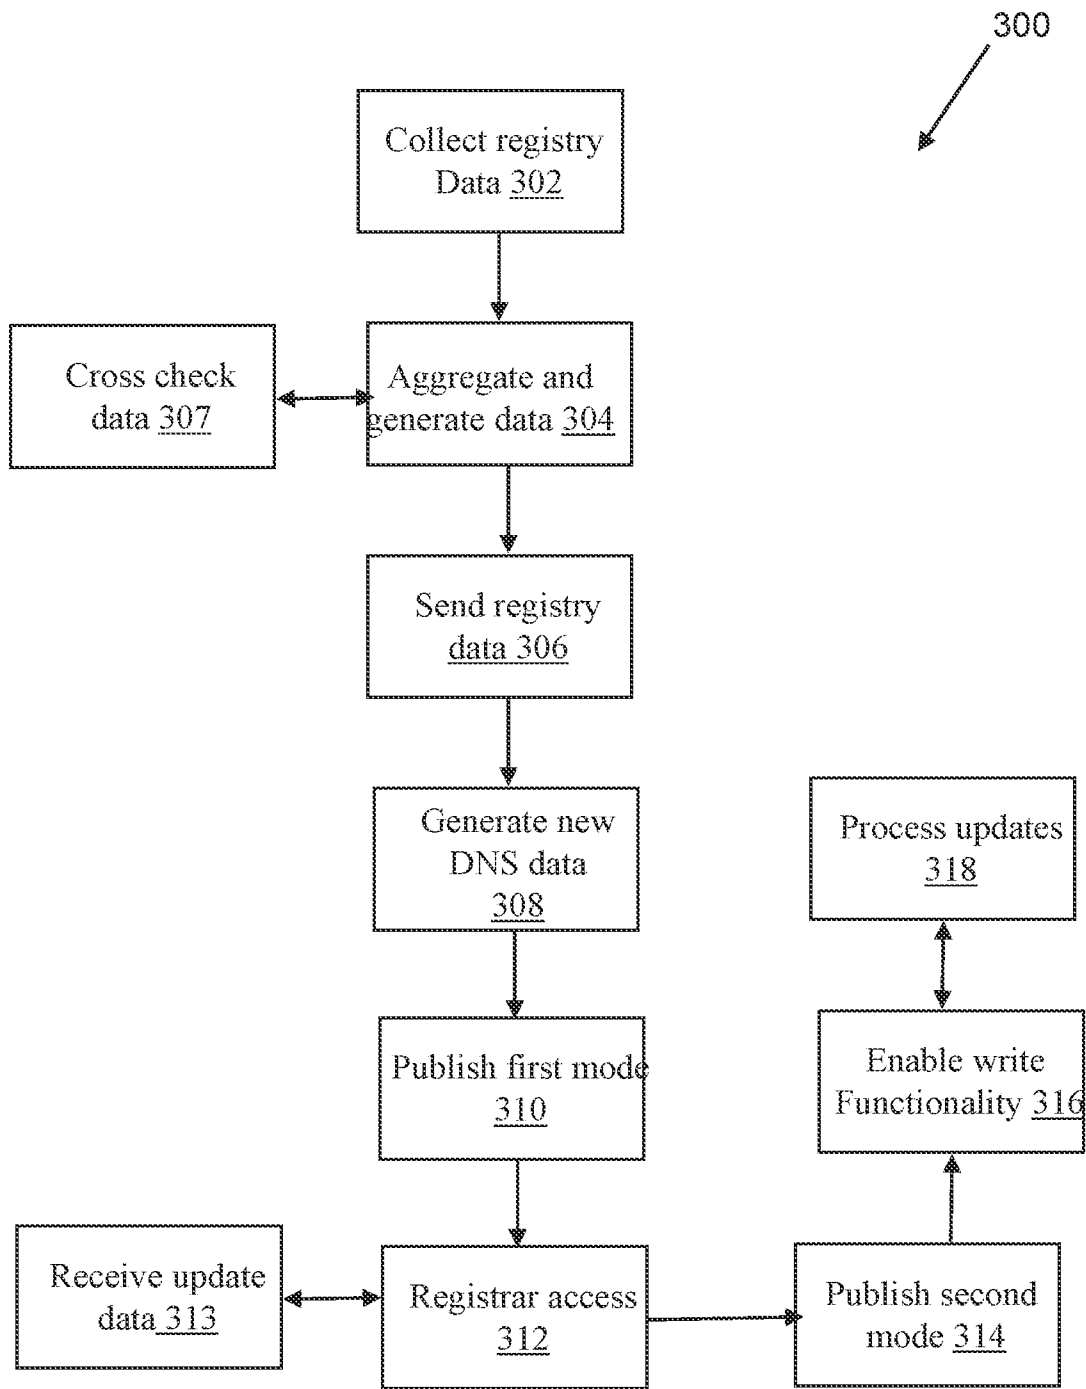 300
Collect registry
Data 302
Cross check
data 307
Aggregate and
generate data 304
Send registry
data 306
Generate new
DNS data
308
Process updates
318
Publish first mode
310
Enable write
Functionality 316
Receive update
data 313
Registrar access
312
Publish second
mode 314